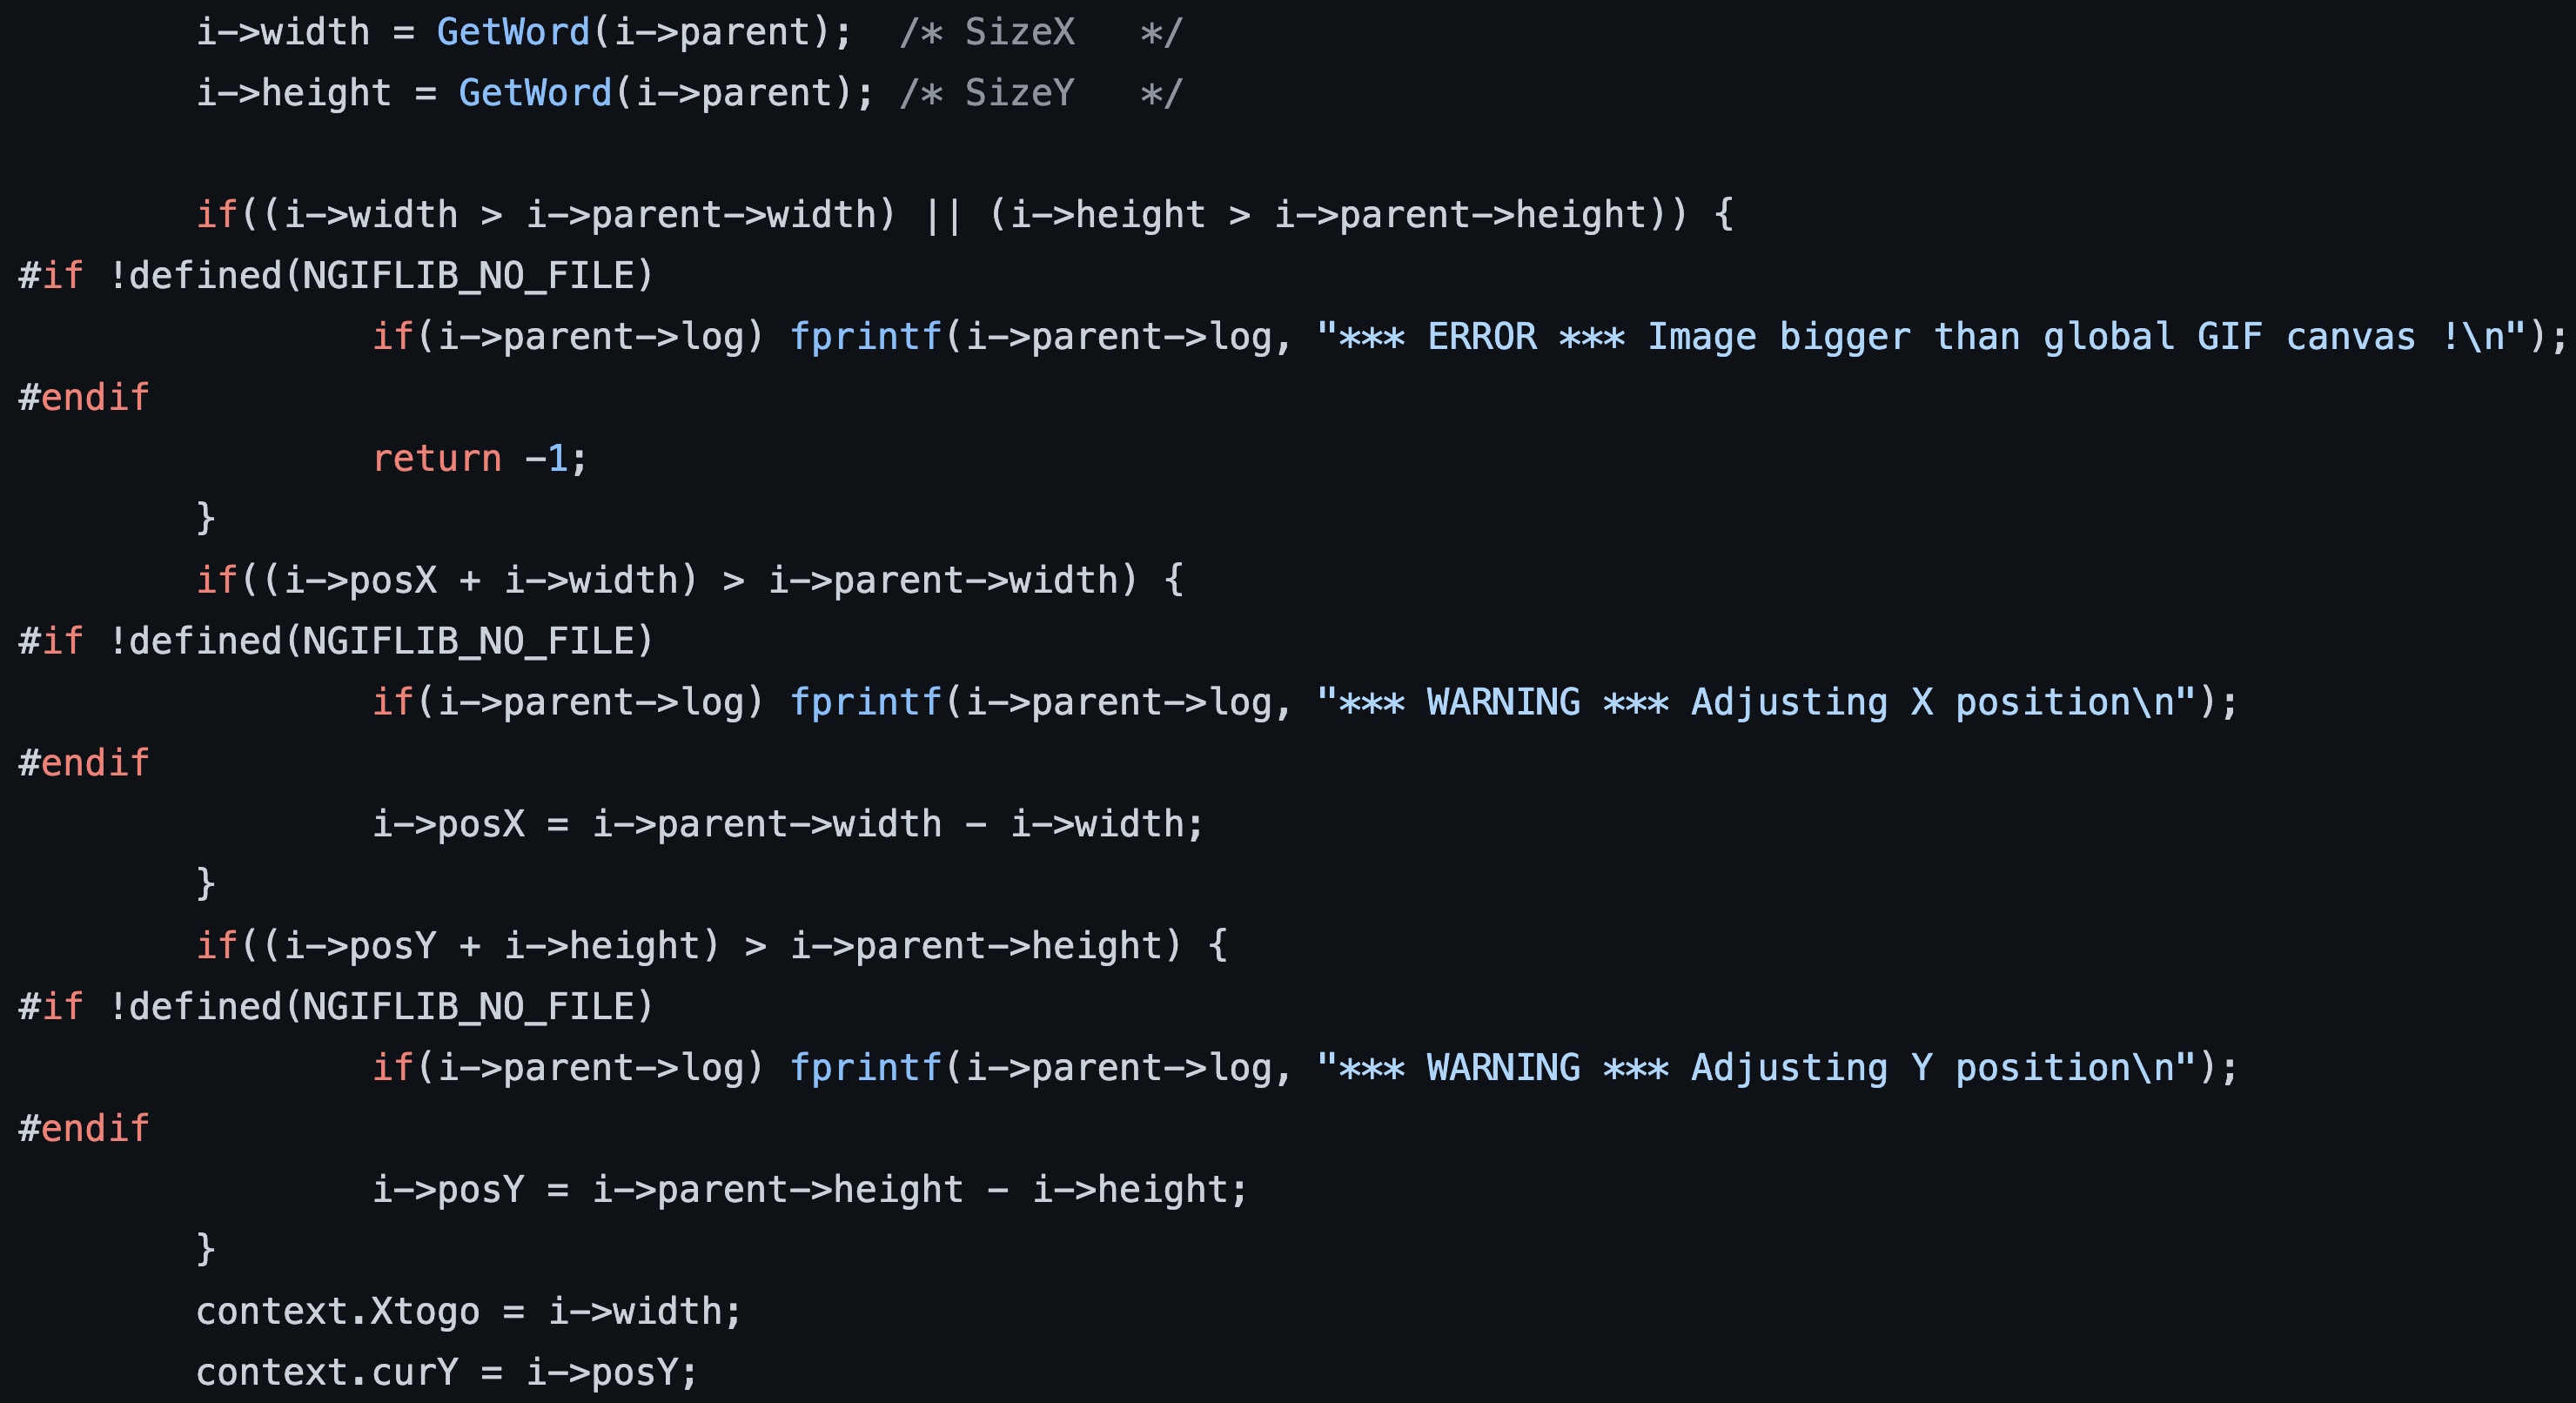 i->width = GetWord(i->parent);  /* SizeX   */
i->height = GetWord(i->parent); /* SizeY   */
if((i->width > i->parent->width) || (i->height > i->parent->height)) {
#if !defined(NGIFLIB_NO_FILE)
if(i->parent->log) fprintf(i->parent->log, "*** ERROR *** Image bigger than global GIF canvas !\n");
#endif
return -1;
}
if((i->posX + i->width) > i->parent->width) {
#if !defined(NGIFLIB_NO_FILE)
if(i->parent->log) fprintf(i->parent->log, "*** WARNING *** Adjusting X position\n");
#endif
i->posX = i->parent->width - i->width;
}
if((i->posY + i->height) > i->parent->height) {
#if !defined(NGIFLIB_NO_FILE)
if(i->parent->log) fprintf(i->parent->log, "*** WARNING *** Adjusting Y position\n");
#endif
i->posY = i->parent->height - i->height;
}
context.Xtogo = i->width;
context.curY = i->posY;